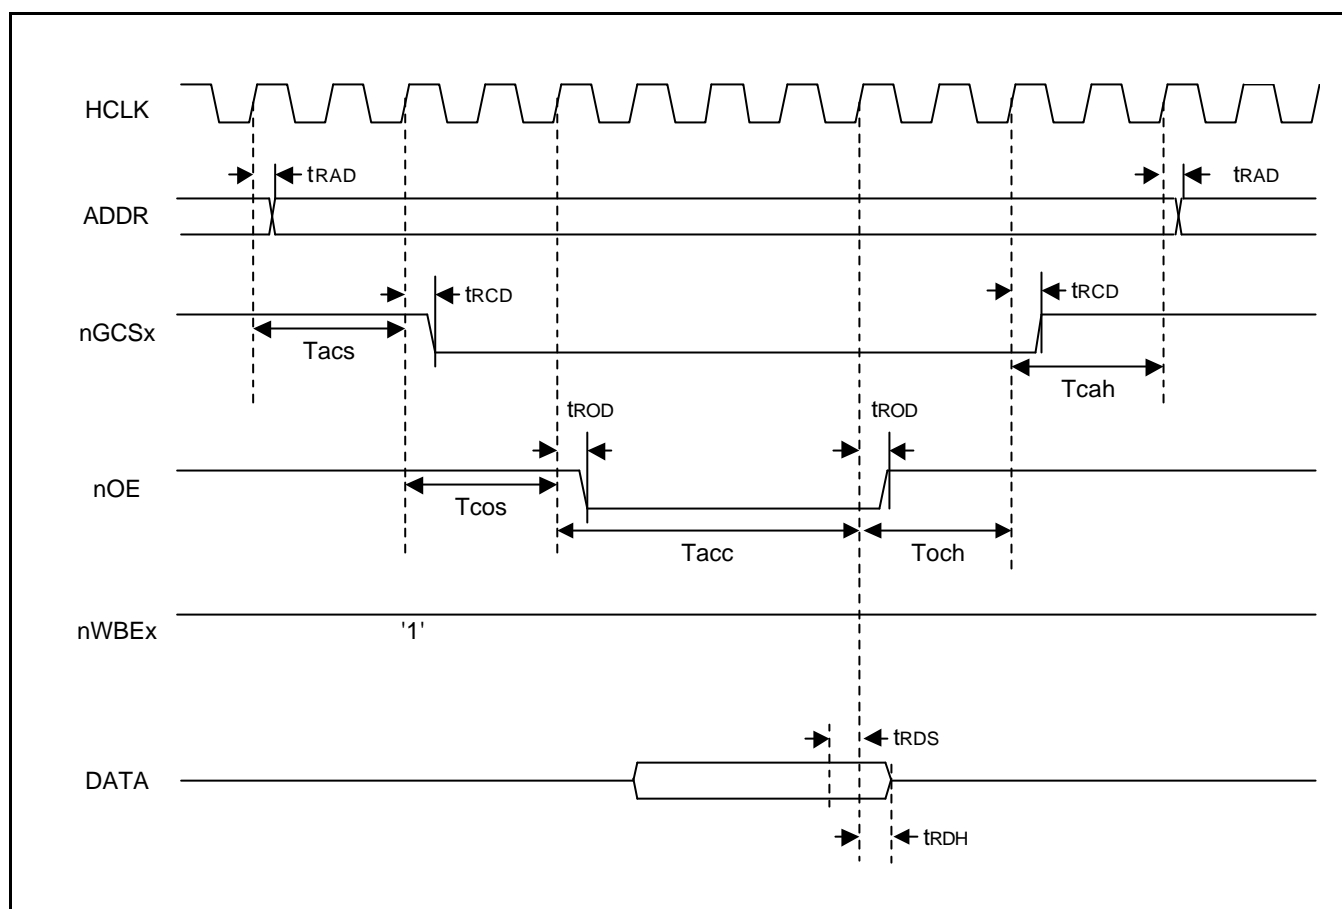 HCLK
tRAD
tRAD
ADDR
tRCD
tRCD
nGCSx
Tacs
Tcah
tROD
tROD
nOE
Tcos
Tacc
Toch
nWBEx
'1'
tRDS
DATA
tRDH